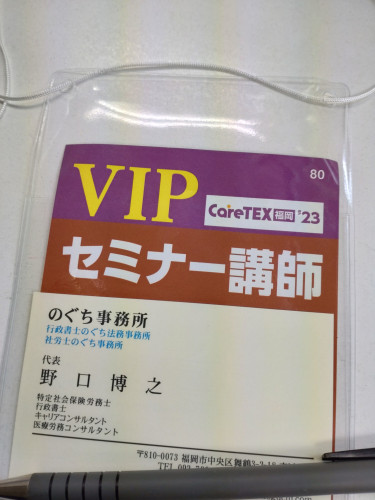 80
VIP
CareTEX福岡'23
セミナー講師
のぐち事務所
行政書士のぐち法務事務所
社労士のぐち事務所
代表
野口博之
特定社会保険労務士
行政書士
キャリアコンサルタント
医療労務コンサルタント
〒810-0073 福岡市中央区舞鶴
TEL 092-